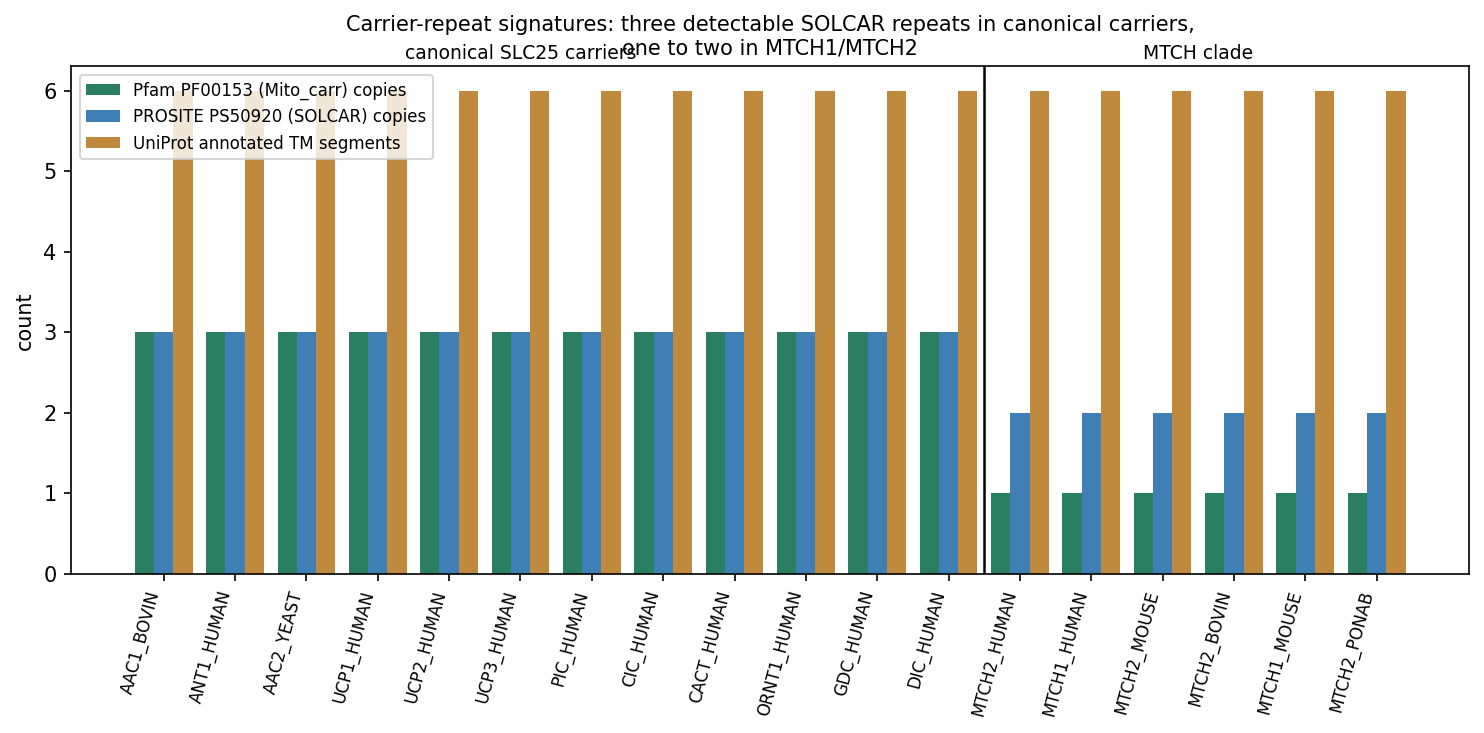 Carrier-repeat signatures: three detectable SOLCAR repeats in canonical carriers,
one to two in MTCH1/MTCH2
canonical SLC25 carriers
MTCH clade
Pfam PF00153 (Mito_carr) copies
PROSITE PS50920 (SOLCAR) copies
UniProt annotated TM segments
count
6
5
4
3
2
1
0
AAC1_BOVIN
ANT1_HUMAN
AAC2_YEAST
UCP1_HUMAN
UCP2_HUMAN
UCP3_HUMAN
PIC_HUMAN
CIC_HUMAN
CACT_HUMAN
ORNT1_HUMAN
GDC_HUMAN
DIC_HUMAN
MTCH2_HUMAN
MTCH1_HUMAN
MTCH2_MOUSE
MTCH2_BOVIN
MTCH1_MOUSE
MTCH2_PONAB